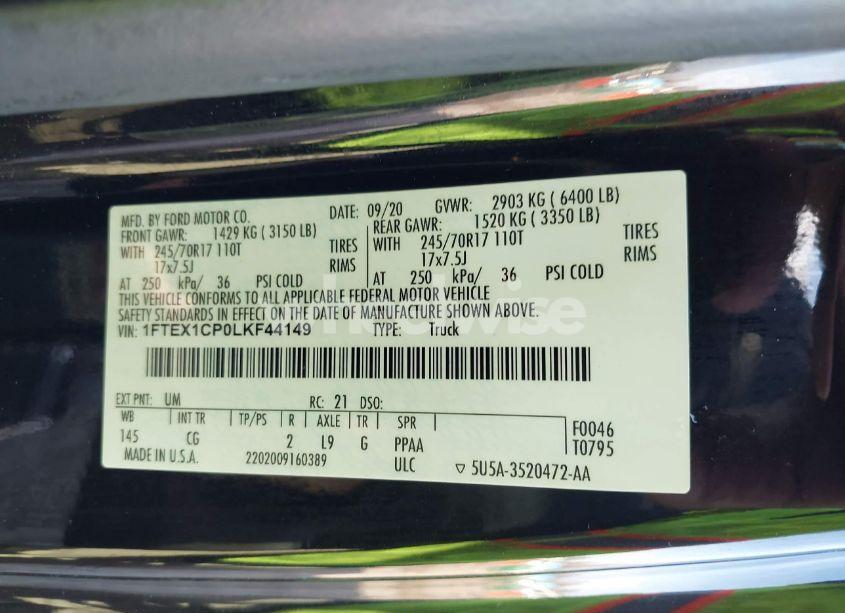 MFD. BY FORD MOTOR CO. DATE: 09/20 GVWR: 2903 KG ( 6400 LB)
FRONT GAWR: 1429 KG ( 3150 LB) REAR GAWR: 1520 KG ( 3350 LB)
WITH 245/70R17 110T TIRES WITH 245/70R17 110T TIRES
17x7.5J RIMS 17x7.5J RIMS
AT 250 kPa/ 36 PSI COLD AT 250 kPa/ 36 PSI COLD
THIS VEHICLE CONFORMS TO ALL APPLICABLE FEDERAL MOTOR VEHICLE
SAFETY STANDARDS IN EFFECT ON THE DATE OF MANUFACTURE SHOWN ABOVE.
VIN: 1FTEX1CP0LKF44149 TYPE: Truck
EXT PNT: UM RC: 21 DSO:
WB INT TR TP/PS R AXLE TR SPR F0046
145 CG 2 L9 G PPAA T0795
MADE IN U.S.A. 2202009160389 ULC ▽ 5U5A-3520472-AA